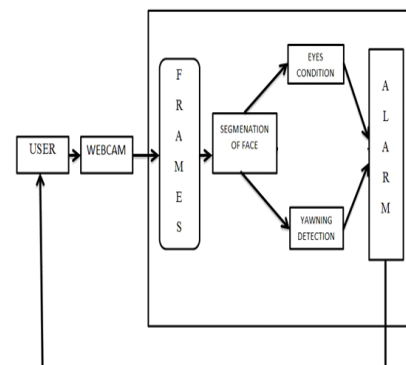 USER
WEBCAM
F
R
A
M
E
S
SEGMENATION
OF FACE
EYES
CONDITION
YAWNING
DETECTION
A
L
A
R
M